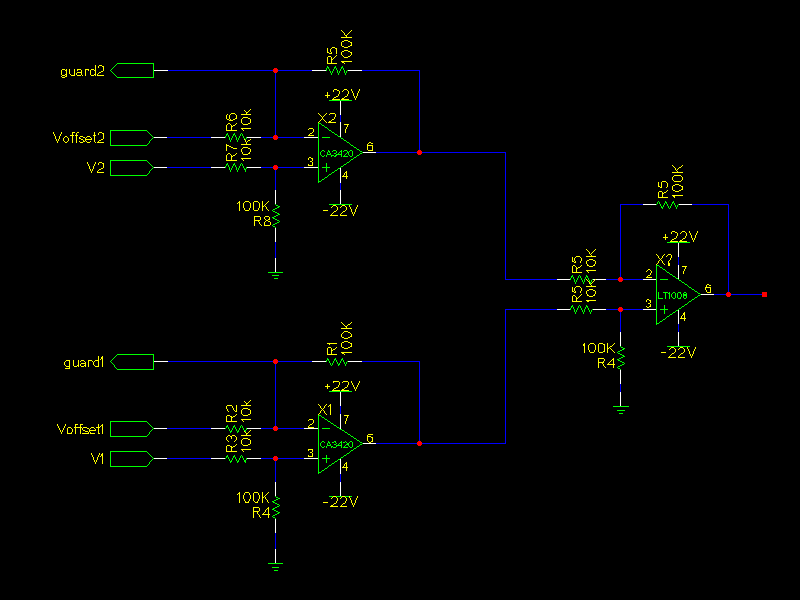 R5
100K
guard2
+22V
X2
R6
10K
2
7
6
Voffset2
CA3420
R7
10K
V2
3
4
-22V
100K
R8
R5
100K
+22V
X?
R5
10K
2
7
6
LT1006
R5
10K
3
4
-22V
100K
R4
R1
100K
guard1
+22V
X1
R2
10K
2
7
6
Voffset1
CA3420
R3
10K
V1
3
4
-22V
100K
R4